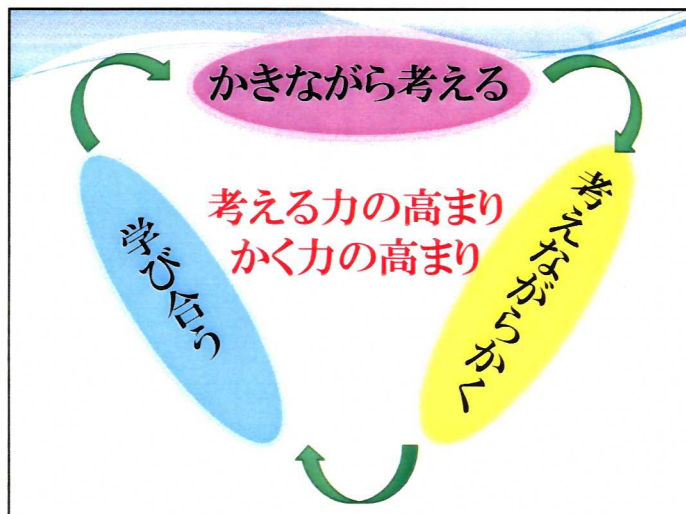 かきながら考える
考えながらかく
学び合う
考える力の高まり
かく力の高まり